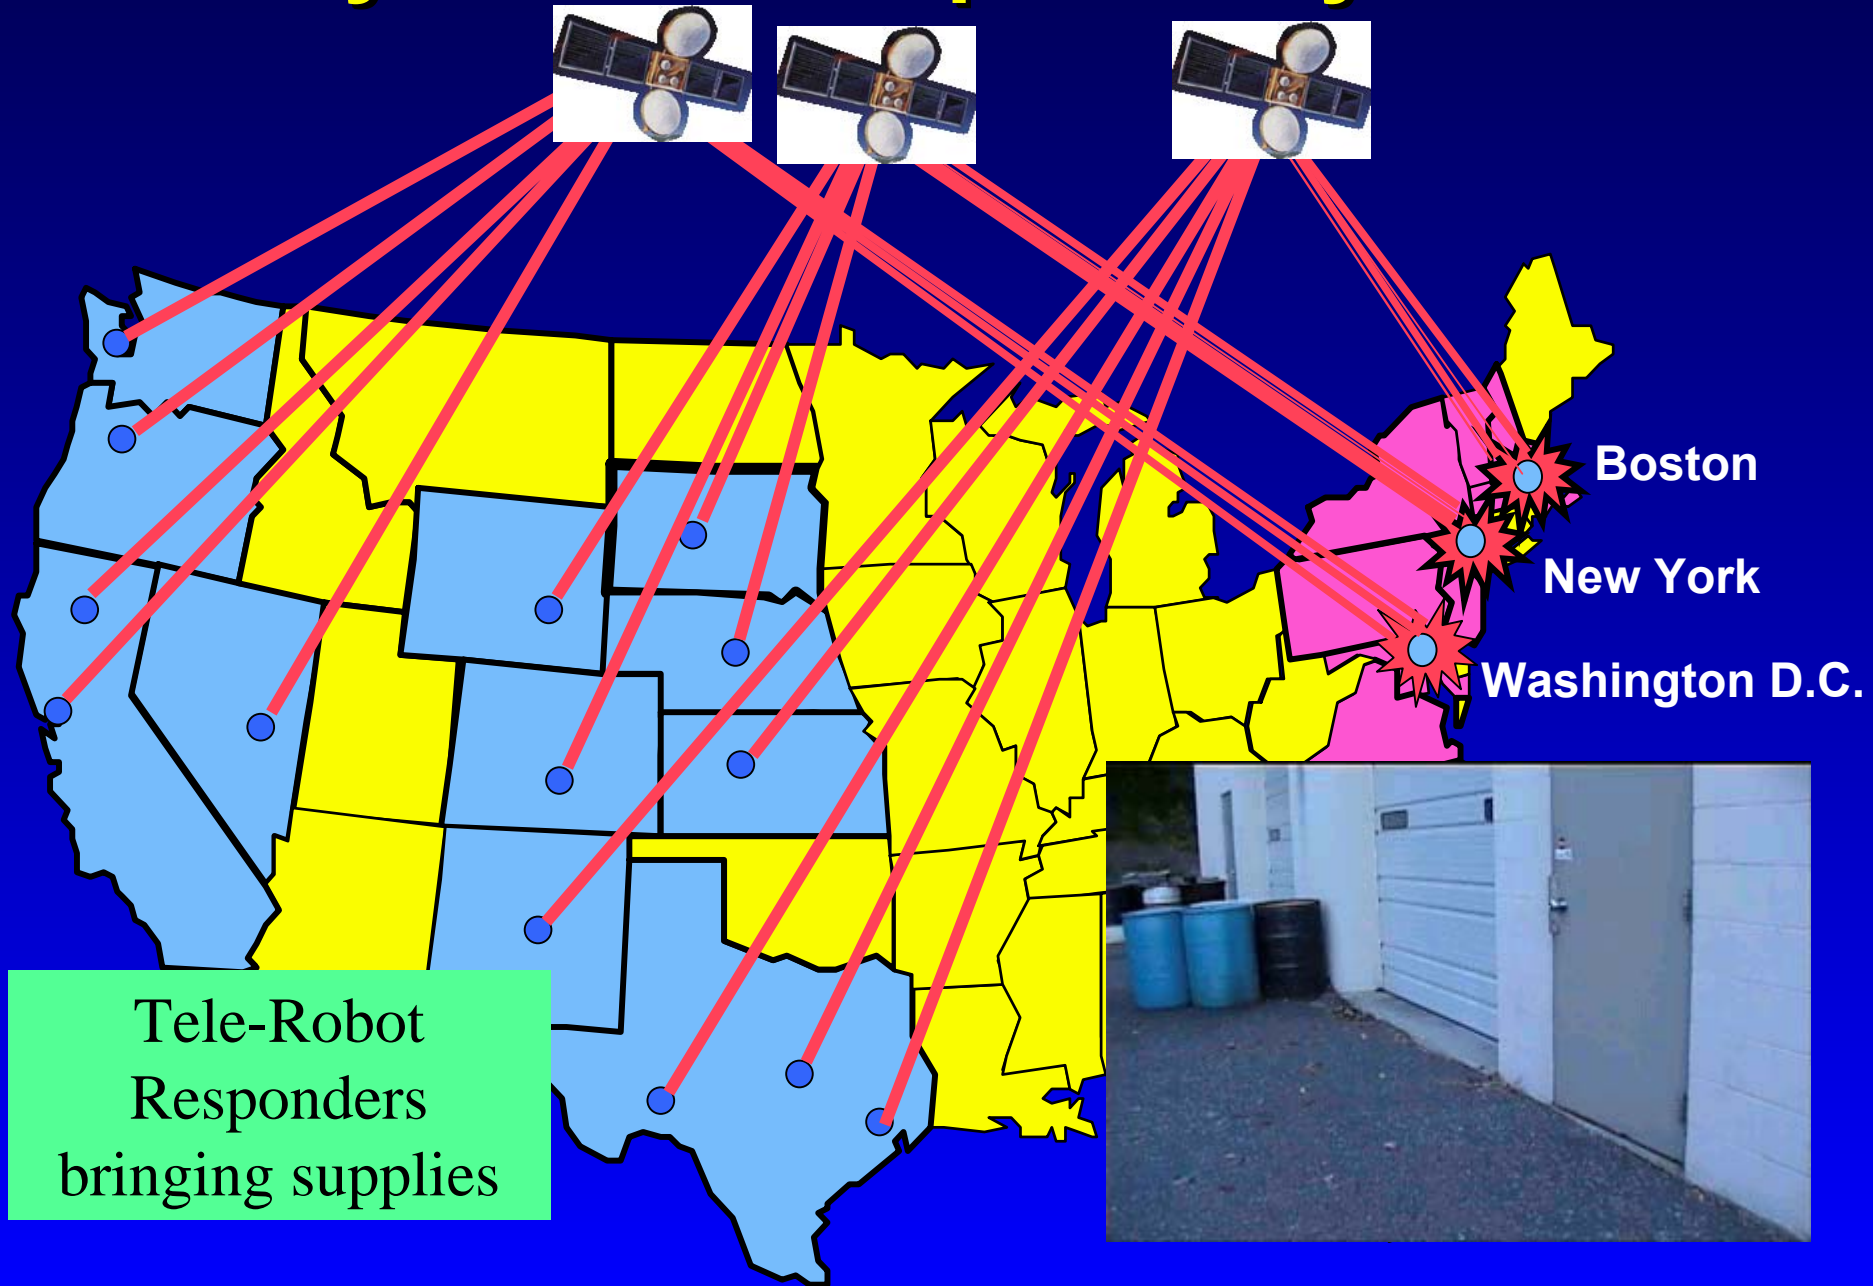 Boston
New York
Washington D.C.
Tele-Robot
Responders
bringing supplies